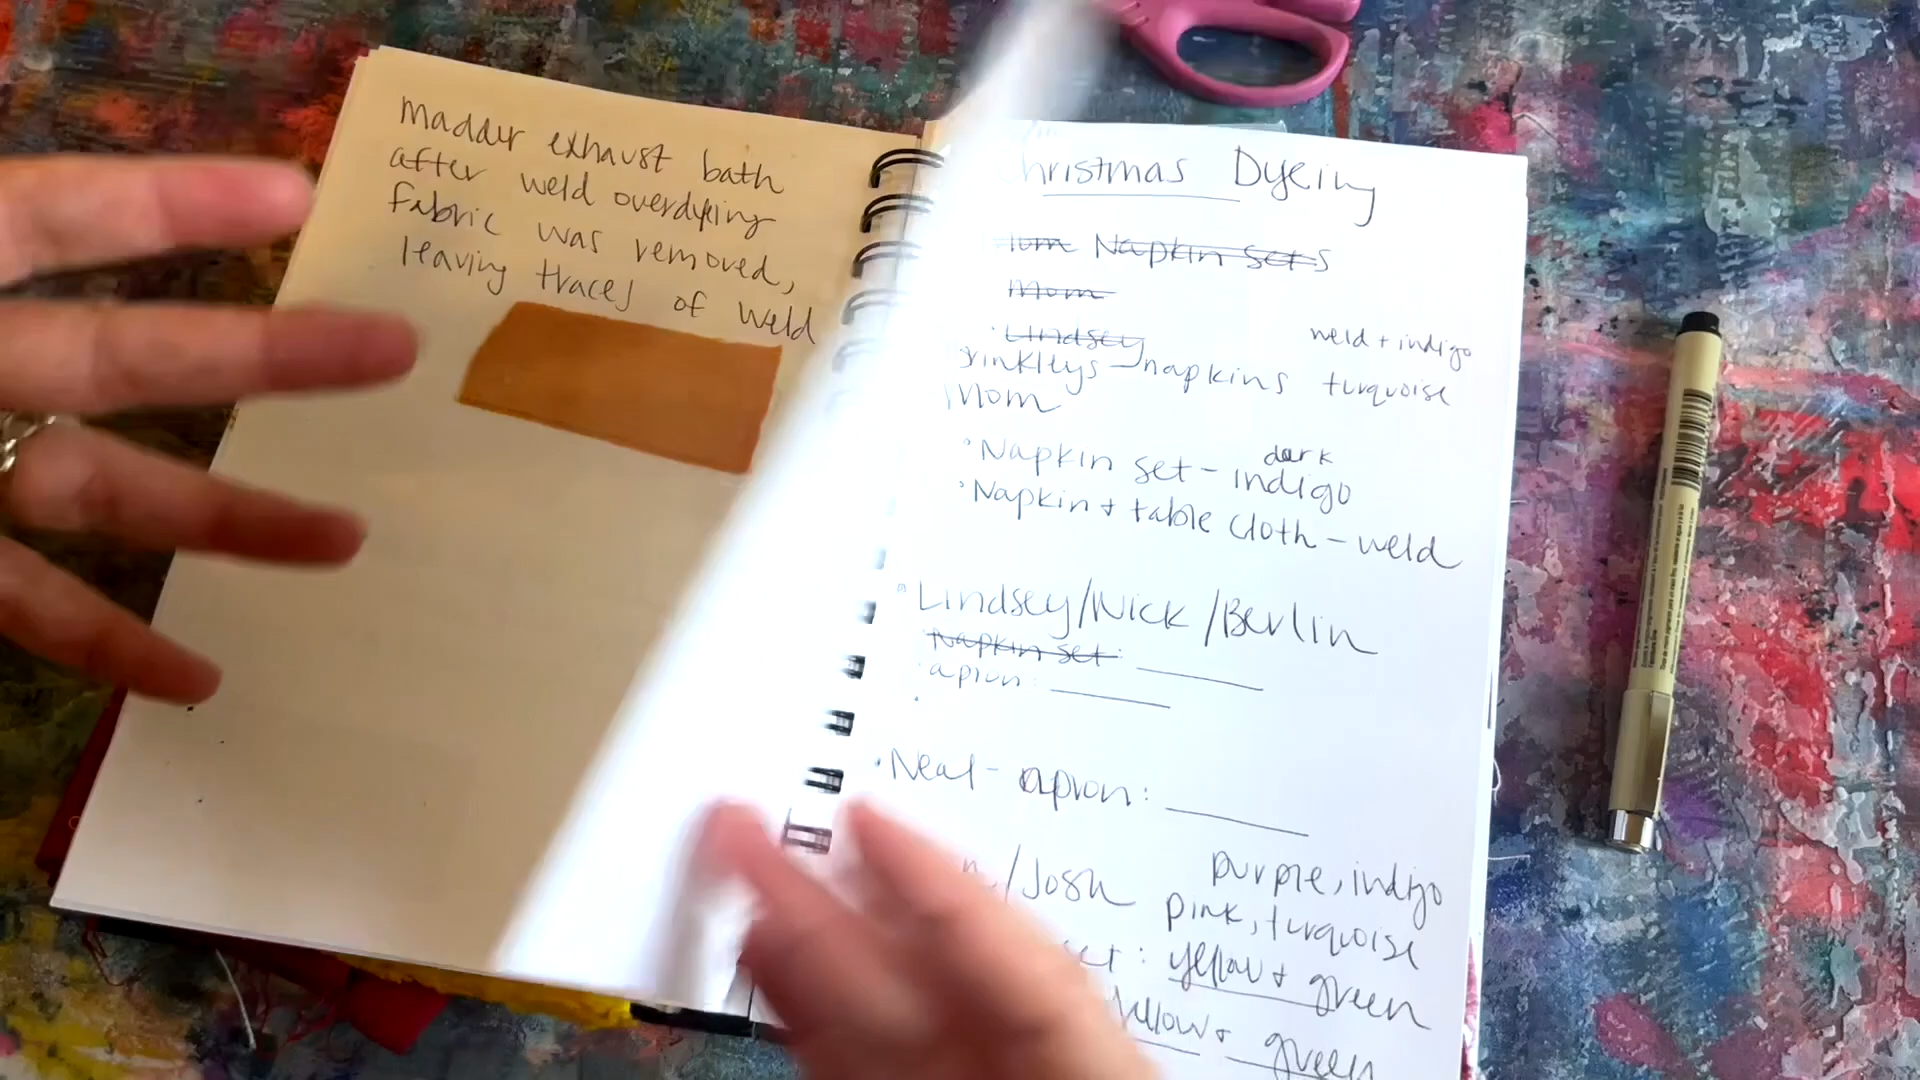 madder exhaust bath
after weld overdyeing
fabric was removed,
leaving traces of weld
Christmas Dyeing
Mom Napkin sets
Mom
Lindsey
weld + indigo
napkins turquoise
Mom
dark
Napkin set - indigo
Napkin + table cloth - weld
Lindsey/Nick/Berlin
Napkin set:
apron:
Neal - apron:
/Josh purple, indigo
pink, turquoise
: yellow + green
yellow + green